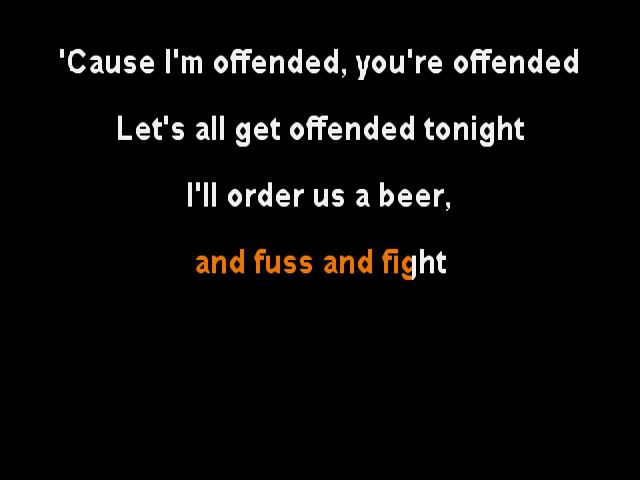 'Cause I'm offended, you're offended
Let's all get offended tonight
I'll order us a beer,
and fuss and fight